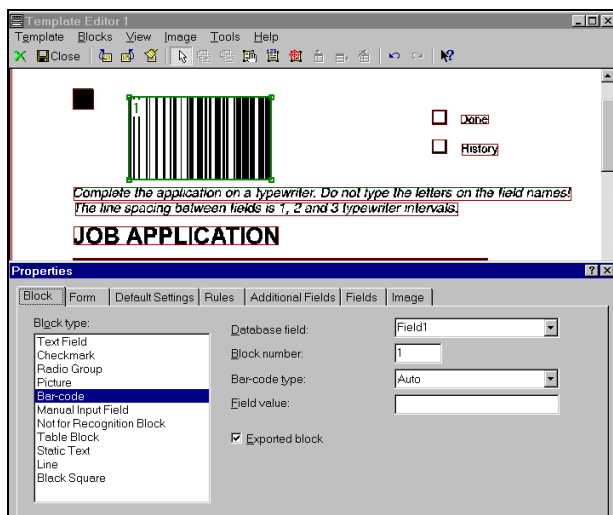 Template Editor 1
Template Blocks View Image Tools Help
Close
1
Done
History
Complete the application on a typewriter. Do not type the letters on the field names!
The line spacing between fields is 1, 2 and 3 typewriter intervals.
JOB APPLICATION
Properties
Block Form Default Settings Rules Additional Fields Fields Image
Block type:
Text Field
Checkmark
Radio Group
Picture
Bar-code
Manual Input Field
Not for Recognition Block
Table Block
Static Text
Line
Black Square
Database field: Field1
Block number: 1
Bar-code type: Auto
Field value:
Exported block